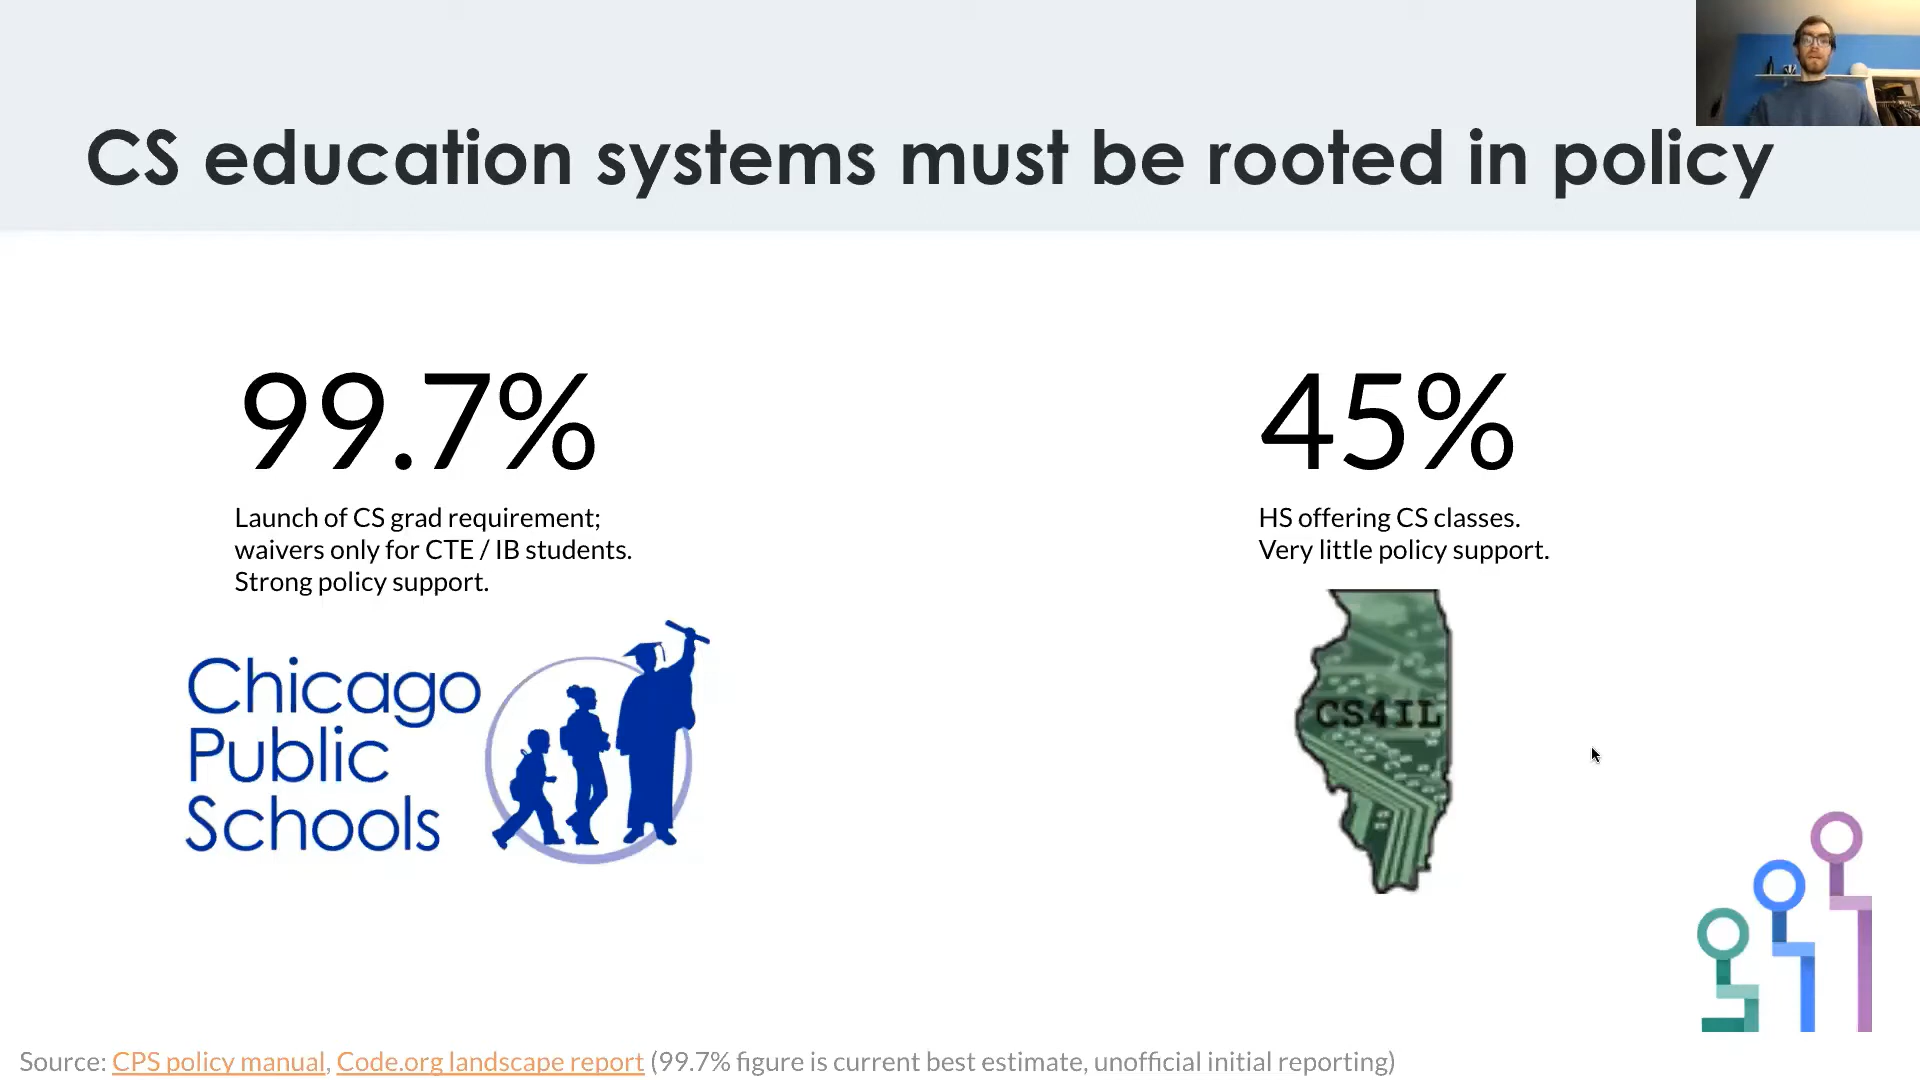 CS education systems must be rooted in policy
99.7%
Launch of CS grad requirement;
waivers only for CTE / IB students.
Strong policy support.
Chicago
Public
Schools
45%
HS offering CS classes.
Very little policy support.
CS4IL
Source: CPS policy manual, Code.org landscape report (99.7% figure is current best estimate, unofficial initial reporting)